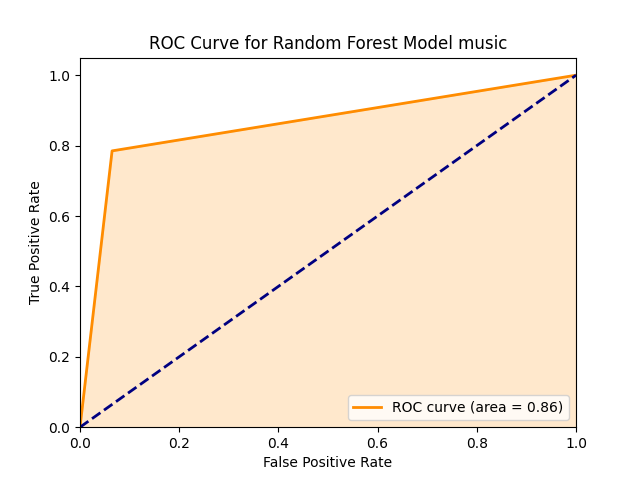 ROC Curve for Random Forest Model music
True Positive Rate
1.0
0.8
0.6
0.4
0.2
0.0
0.0 0.2 0.4 0.6 0.8 1.0
False Positive Rate
ROC curve (area = 0.86)